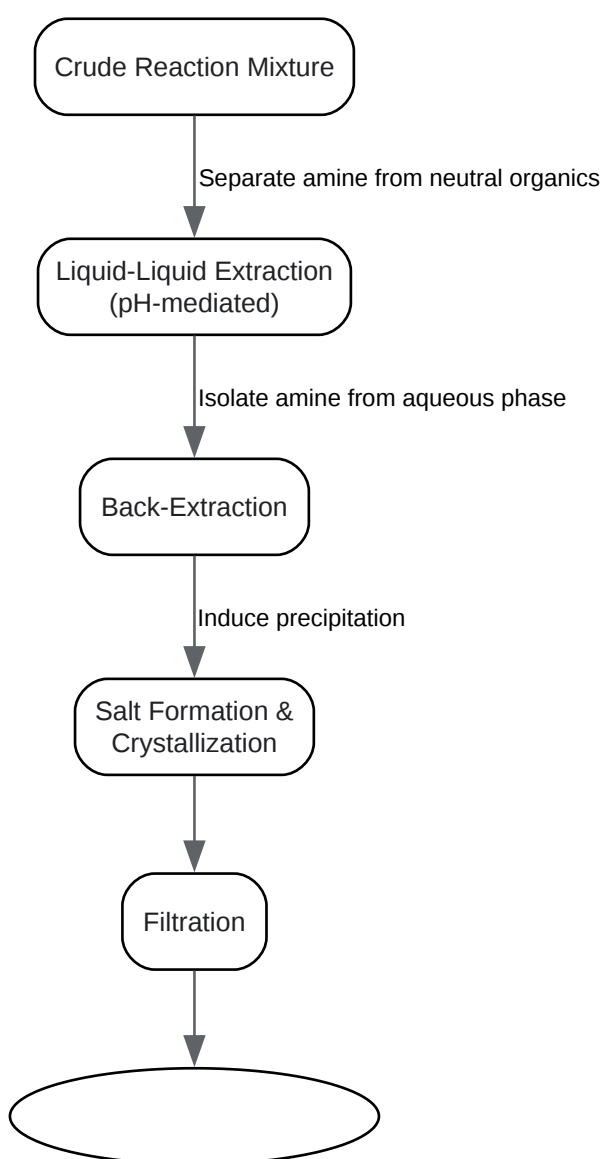 Crude Reaction Mixture
Separate amine from neutral organics
Liquid-Liquid Extraction
(pH-mediated)
Isolate amine from aqueous phase
Back-Extraction
Induce precipitation
Salt Formation &
Crystallization
Filtration